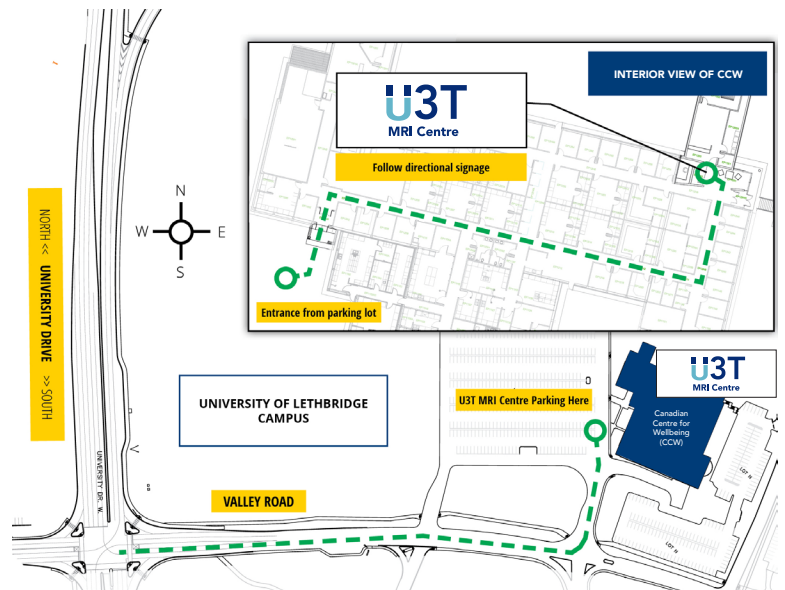 INTERIOR VIEW OF CCW
U3T
MRI Centre
Follow directional signage
Entrance from parking lot
N
W
E
S
NORTH << UNIVERSITY DRIVE >> SOUTH
UNIVERSITY OF LETHBRIDGE
CAMPUS
U3T MRI Centre Parking Here
U3T
MRI Centre
Canadian
Centre for
Wellbeing
(CCW)
LOT N
UNIVERSITY DR. W.
VALLEY ROAD
LOT N